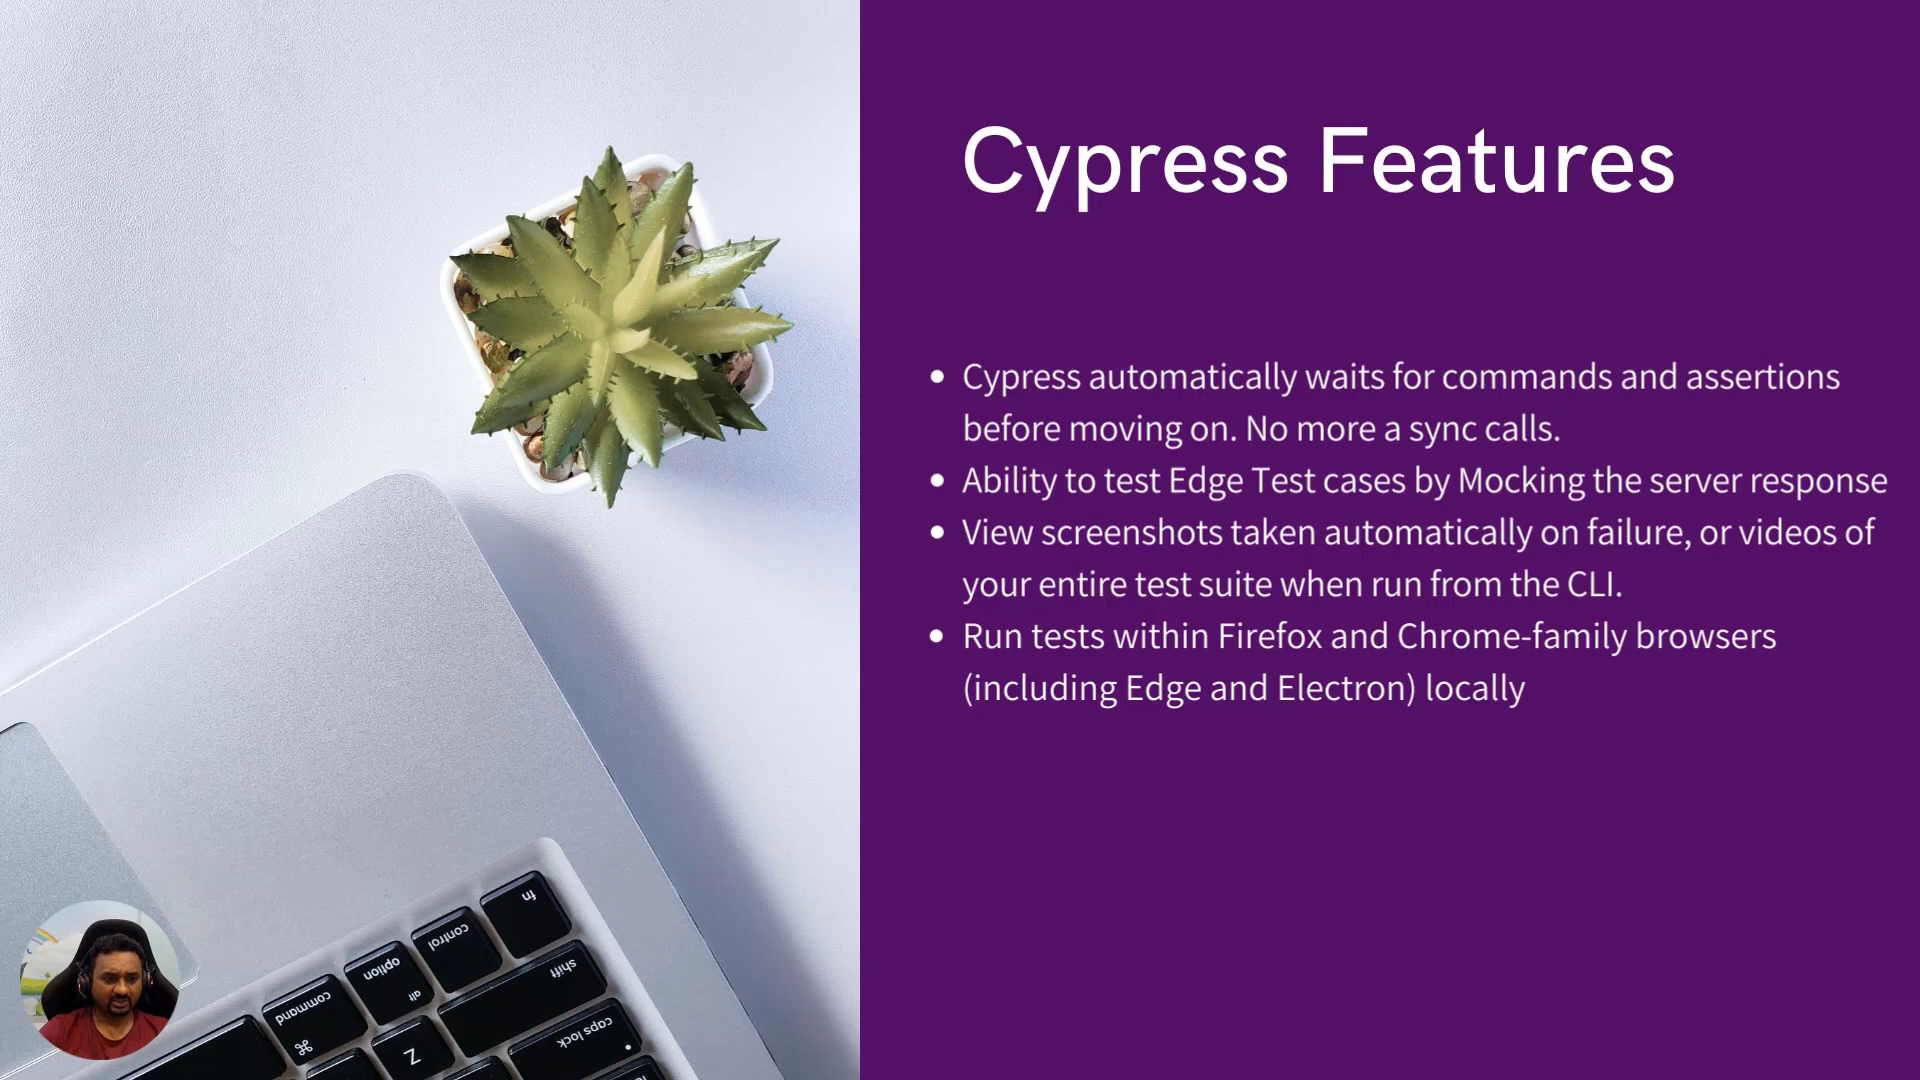 Cypress Features
• Cypress automatically waits for commands and assertions
before moving on. No more a sync calls.
• Ability to test Edge Test cases by Mocking the server response
• View screenshots taken automatically on failure, or videos of
your entire test suite when run from the CLI.
• Run tests within Firefox and Chrome-family browsers
(including Edge and Electron) locally
fn
control
option
alt
command
⌘
shift
Z
caps lock